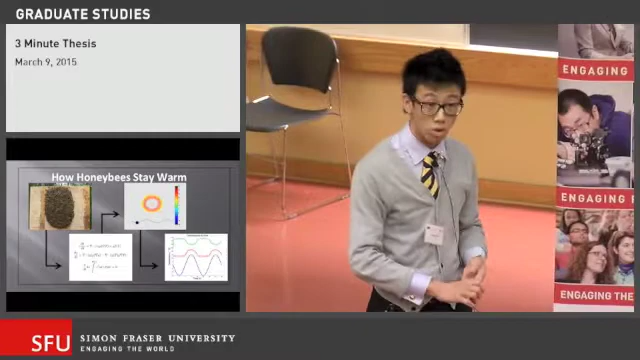 GRADUATE STUDIES
3 Minute Thesis
March 9, 2015
How Honeybees Stay Warm
ENGAGING
ENGAGING
ENGAGING THE
SFU
SIMON FRASER UNIVERSITY
ENGAGING THE WORLD